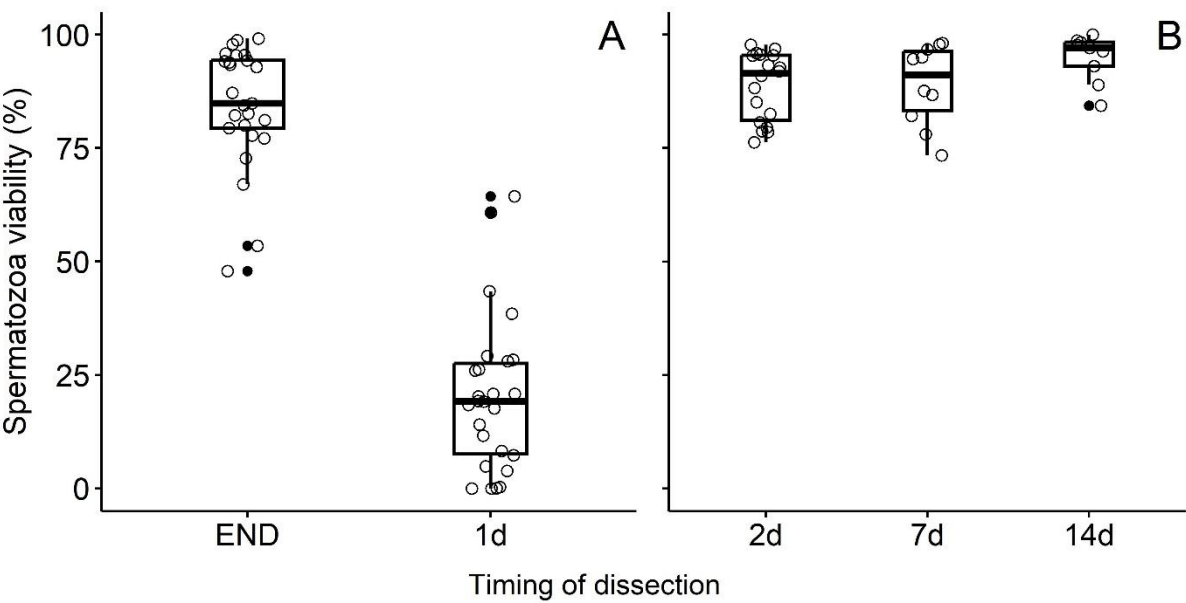 A
B
Spermatozoa viability (%)
100
75
50
25
0
END
1d
2d
7d
14d
Timing of dissection